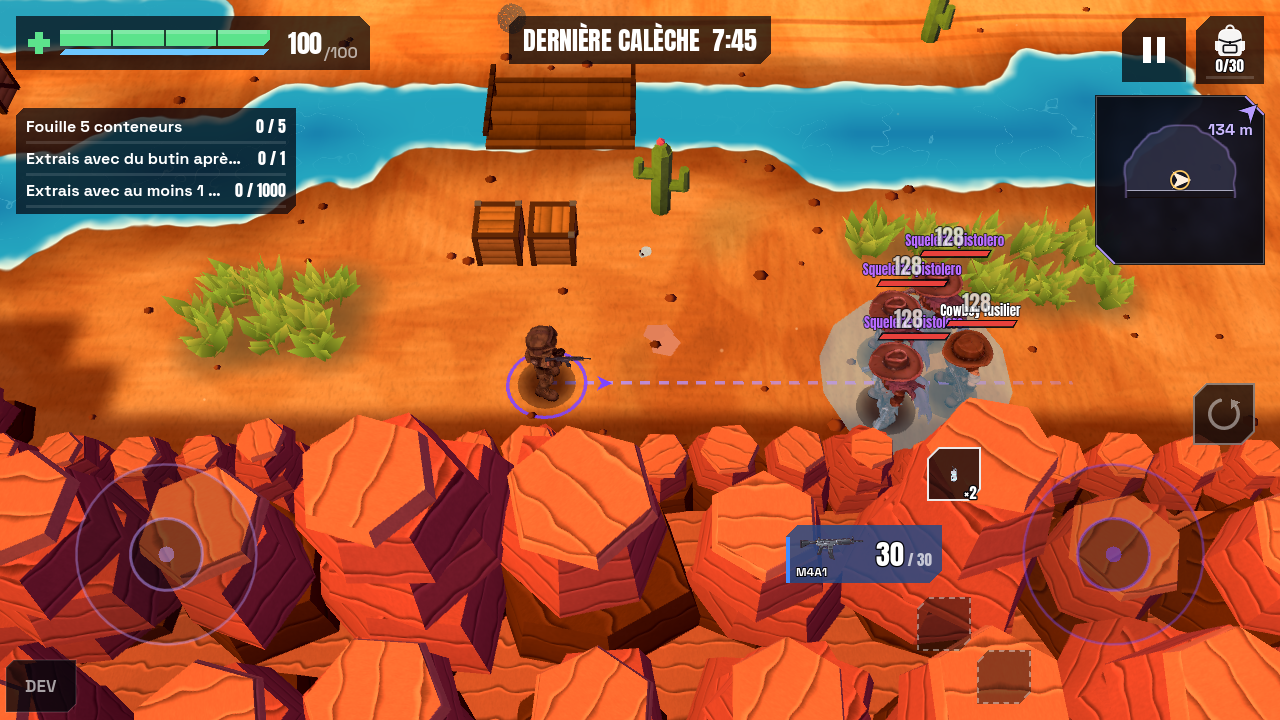 100/100
DERNIÈRE CALÈCHE 7:45
0/30
Fouille 5 conteneurs 0 / 5
Extrais avec du butin aprè... 0 / 1
Extrais avec au moins 1 ... 0 / 1000
134 m
128
128
128
128
×2
30 / 30
M4A1
DEV